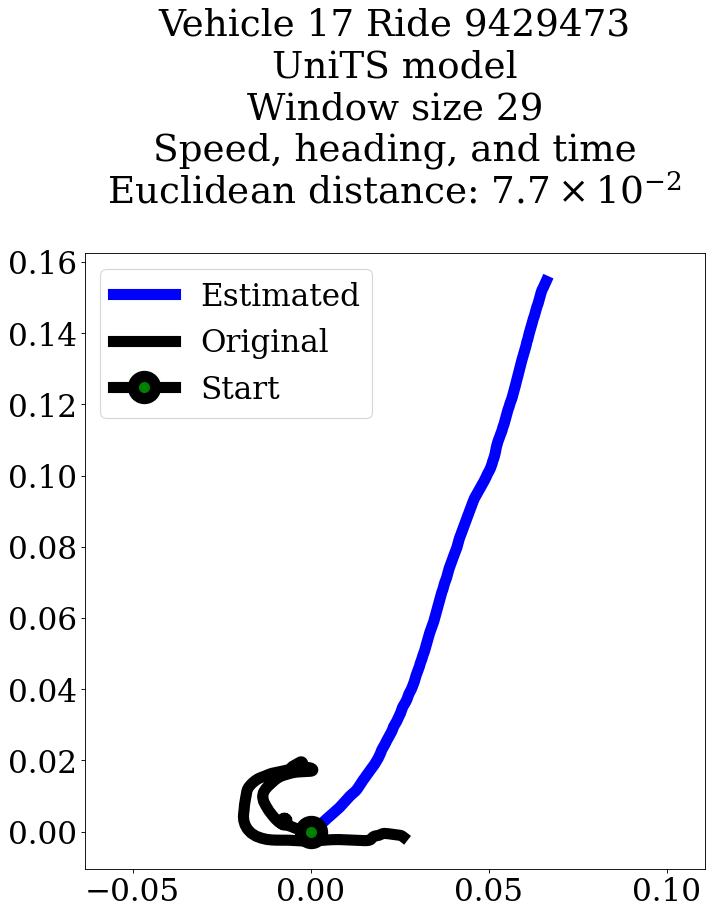 Vehicle 17 Ride 9429473
UniTS model
Window size 29
Speed, heading, and time
Euclidean distance: 7.7 × 10⁻²
0.16
Estimated
0.14
Original
0.12
Start
0.10
0.08
0.06
0.04
0.02
0.00
−0.05 0.00 0.05 0.10